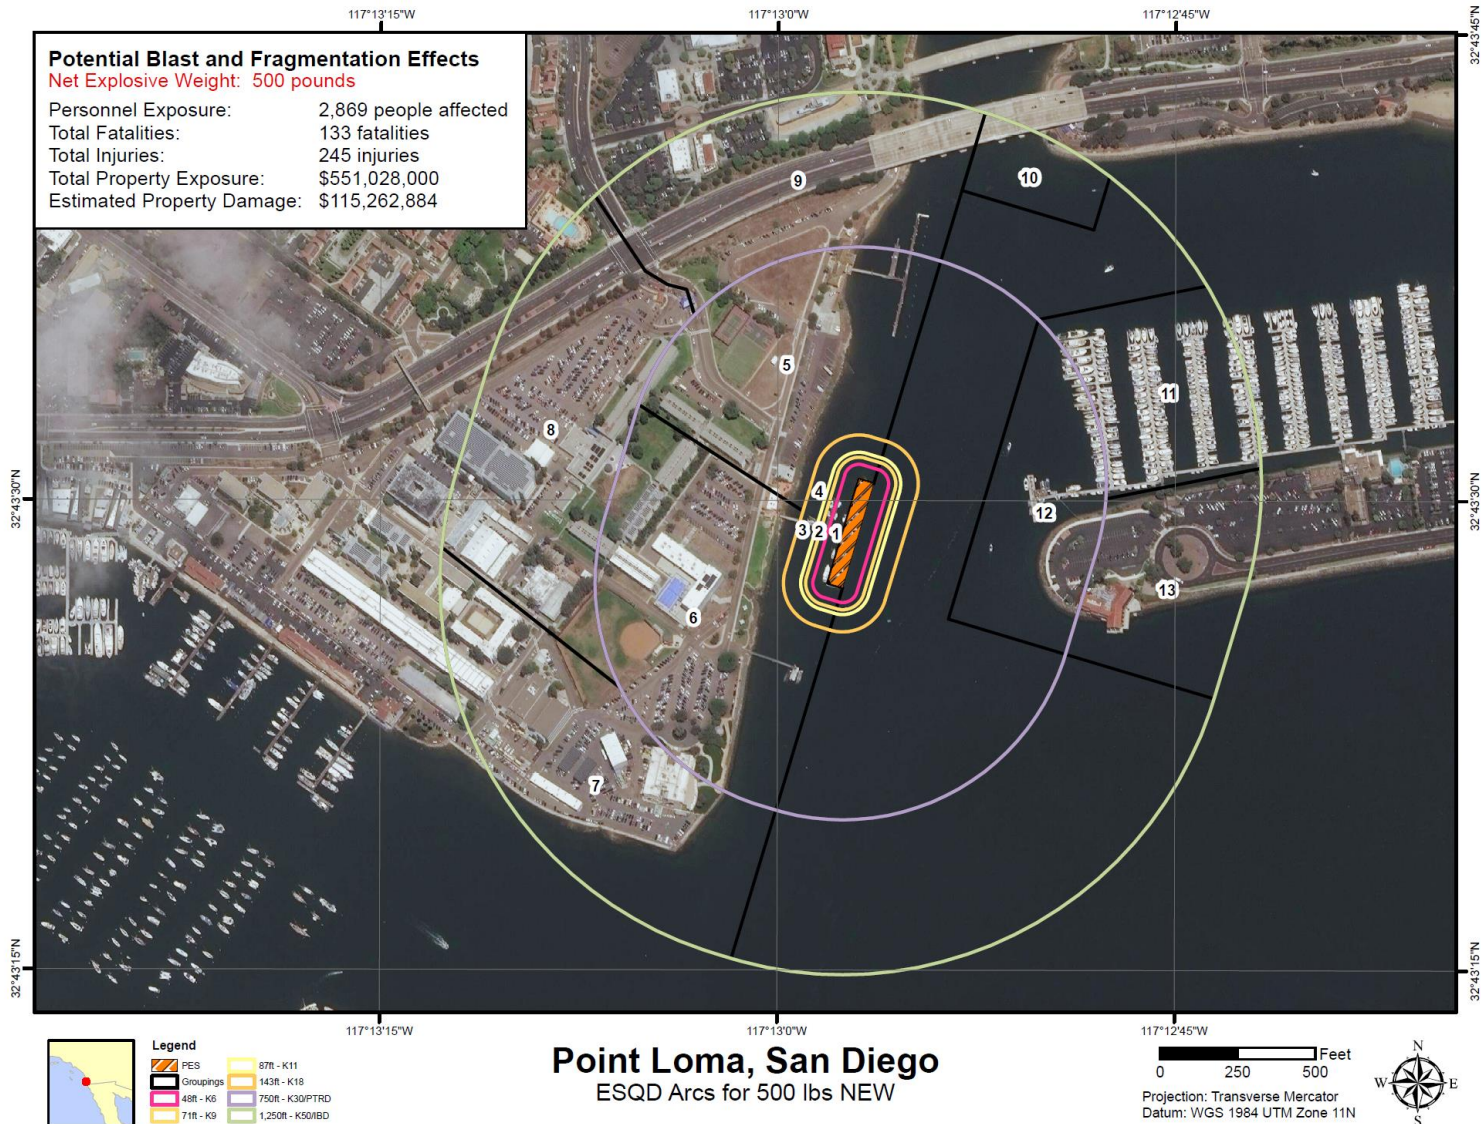 117°13'15"W
117°13'0"W
117°12'45"W
32°43'45"N
Potential Blast and Fragmentation Effects
Net Explosive Weight: 500 pounds
Personnel Exposure: 2,869 people affected
Total Fatalities: 133 fatalities
Total Injuries: 245 injuries
Total Property Exposure: $551,028,000
Estimated Property Damage: $115,262,884
9
10
5
11
8
4
3
2
1
12
13
6
7
32°43'30"N
32°43'30"N
32°43'15"N
32°43'15"N
117°13'15"W
117°13'0"W
117°12'45"W
Legend
PES
Groupings
48ft - K6
71ft - K9
87ft - K11
143ft - K18
750ft - K30/PTRD
1,250ft - K50/IBD
Point Loma, San Diego
ESQD Arcs for 500 lbs NEW
Feet
0 250 500
Projection: Transverse Mercator
Datum: WGS 1984 UTM Zone 11N
N
W E
S